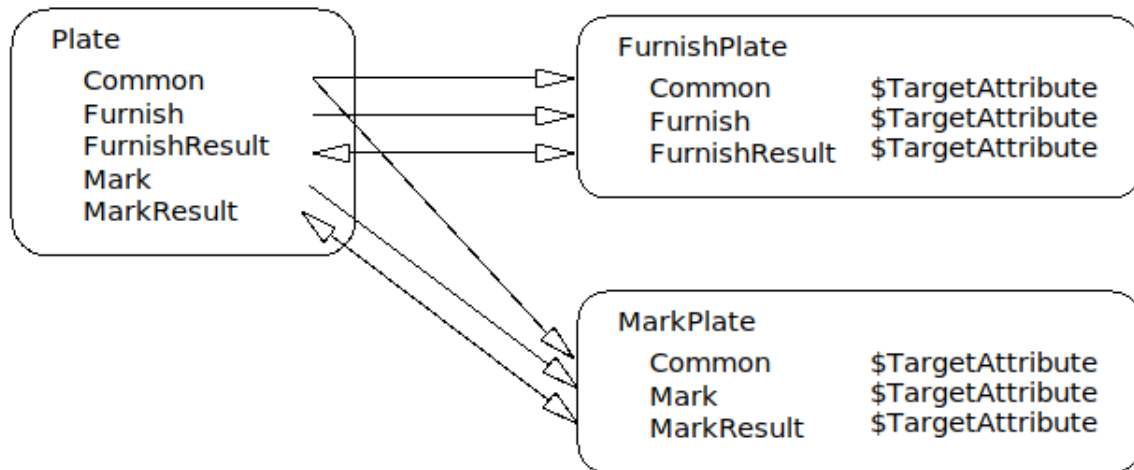 Plate
Common
Furnish
FurnishResult
Mark
MarkResult
FurnishPlate
Common $TargetAttribute
Furnish $TargetAttribute
FurnishResult $TargetAttribute
MarkPlate
Common $TargetAttribute
Mark $TargetAttribute
MarkResult $TargetAttribute